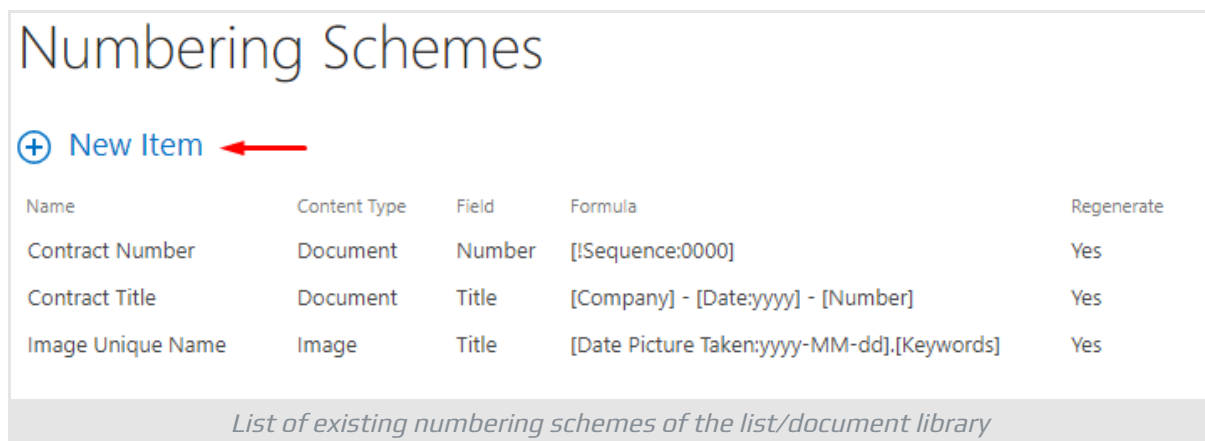 Numbering Schemes
New Item
Name Content Type Field Formula Regenerate
Contract Number Document Number [!Sequence:0000] Yes
Contract Title Document Title [Company] - [Date:yyyy] - [Number] Yes
Image Unique Name Image Title [Date Picture Taken:yyyy-MM-dd].[Keywords] Yes
List of existing numbering schemes of the list/document library